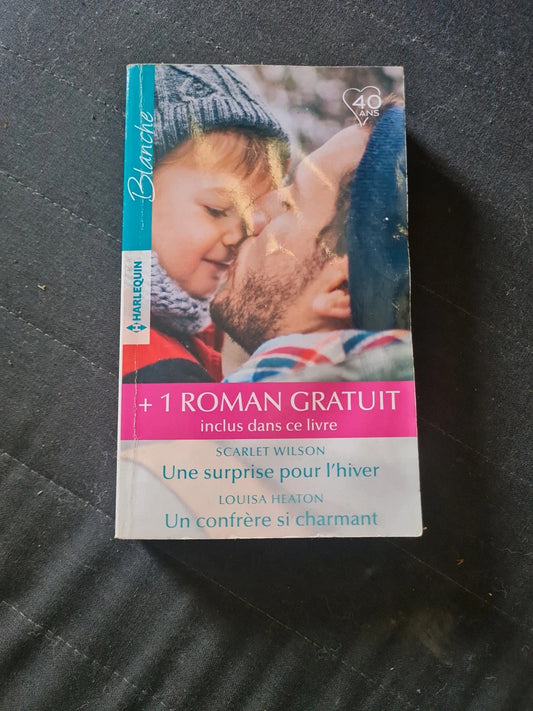 Blanche
HARLEQUIN
40
ANS
+ 1 ROMAN GRATUIT
inclus dans ce livre
SCARLET WILSON
Une surprise pour l'hiver
LOUISA HEATON
Un confrère si charmant